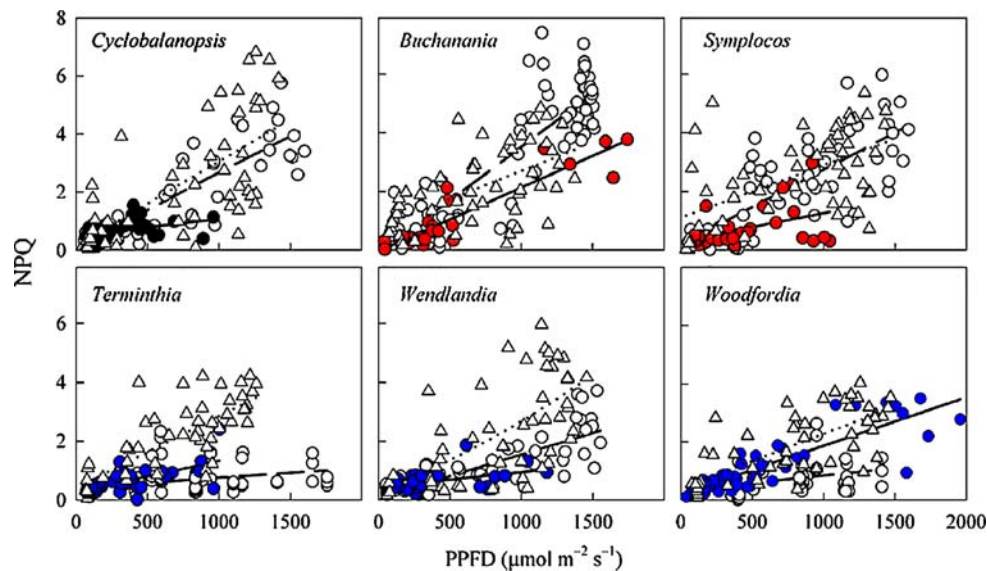 8
6
4
2
0
Cyclobalanopsis
Buchanania
Symplocos
NPQ
6
4
2
0
Terminthia
Wendlandia
Woodfordia
0 500 1000 1500 0 500 1000 1500 0 500 1000 1500 2000
PPFD (μmol m⁻² s⁻¹)